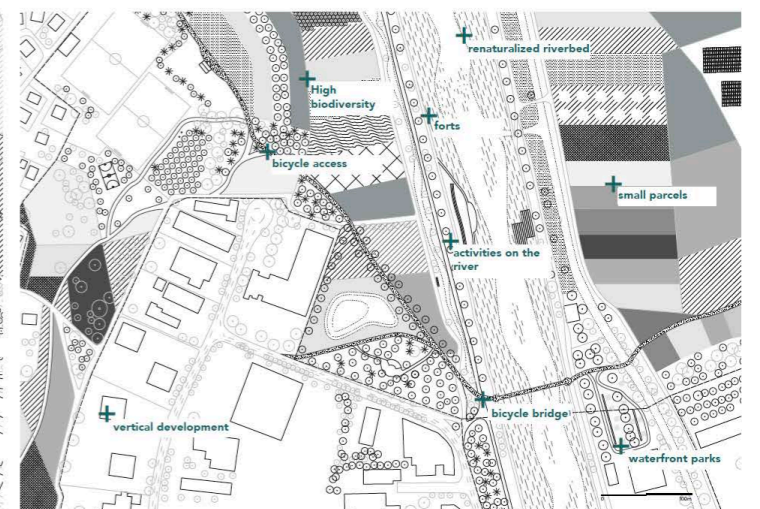 renaturalized riverbed
High
biodiversity
forts
bicycle access
small parcels
activities on the
river
bicycle bridge
vertical development
waterfront parks